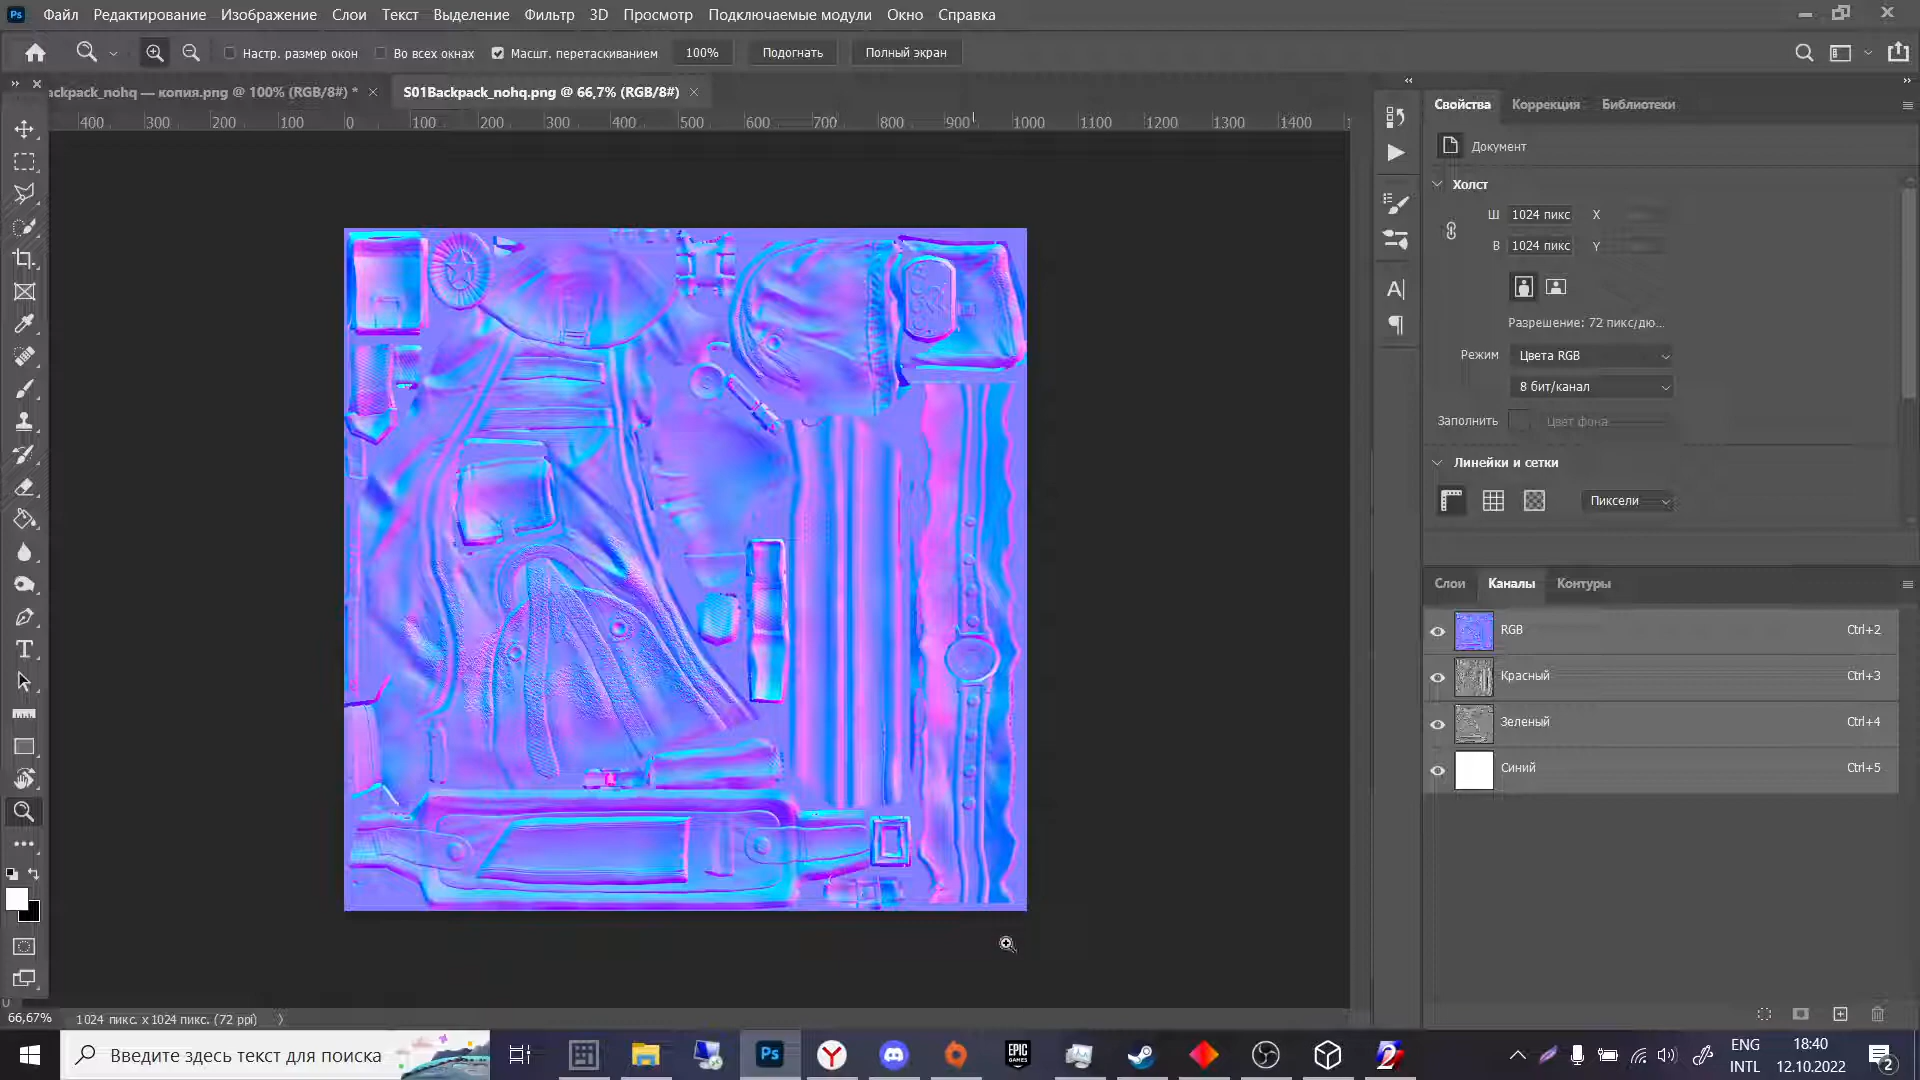 Файл Редактирование Изображение Слои Текст Выделение Фильтр 3D Просмотр Подключаемые модули Окно Справка
Настр. размер окон Во всех окнах Масшт. перетаскиванием 100% Подогнать Полный экран
ackpack_nohq — копия.png @ 100% (RGB/8#) * S01Backpack_nohq.png @ 66,7% (RGB/8#)
400 300 200 100 0 100 200 300 400 500 600 700 800 900 1000 1100 1200 1300 1400
Свойства Коррекция Библиотеки
Документ
Холст
Ш 1024 пикс X
В 1024 пикс Y
Разрешение: 72 пикс/дю...
Режим Цвета RGB
8 бит/канал
Заполнить Цвет фона
Линейки и сетки
Пиксели
Слои Каналы Контуры
RGB Ctrl+2
Красный Ctrl+3
Зеленый Ctrl+4
Синий Ctrl+5
66,67% 1024 пикс. x 1024 пикс. (72 ppi)
Введите здесь текст для поиска
Ps
EPIC GAMES
ENG
INTL
18:40
12.10.2022
2